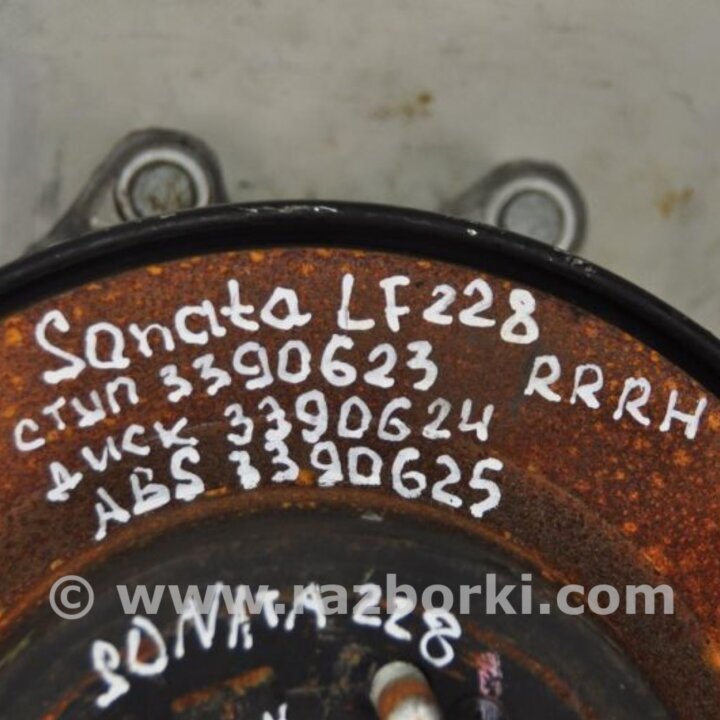 Sonata LF228
ступ 3390623 RRRH
диск 3390624
ABS 3390625
© www.razborki.com
SONATA 228